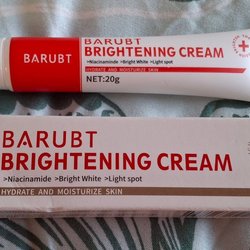 BARUBT
BARUBT
BRIGHTENING CREAM
>Niacinamide >Bright White >Light spot
HYDRATE AND MOISTURIZE SKIN
NET:20g
BARUBT
BRIGHTENING CREAM
>Niacinamide >Bright White >Light spot
HYDRATE AND MOISTURIZE SKIN